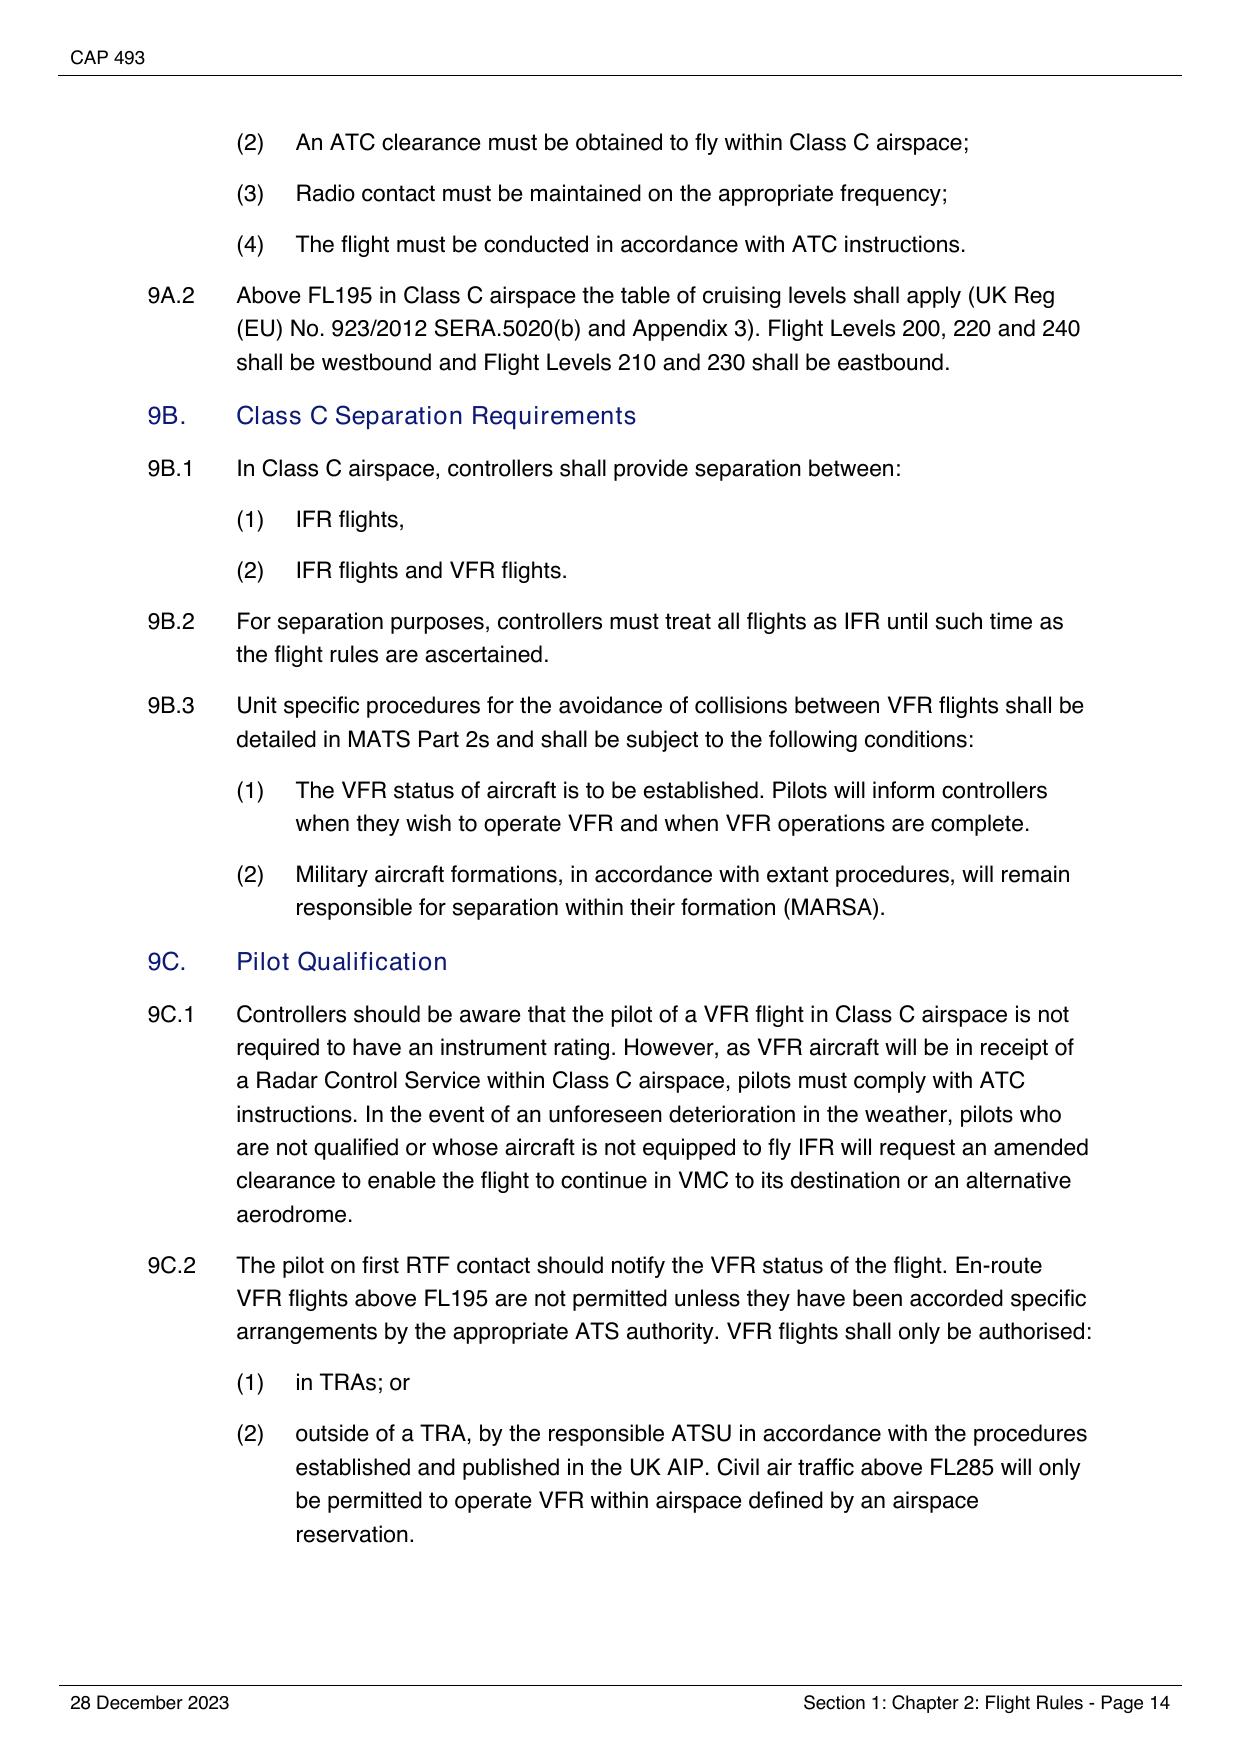 CAP 493
(2) An ATC clearance must be obtained to fly within Class C airspace;
(3) Radio contact must be maintained on the appropriate frequency;
(4) The flight must be conducted in accordance with ATC instructions.
9A.2 Above FL195 in Class C airspace the table of cruising levels shall apply (UK Reg
(EU) No. 923/2012 SERA.5020(b) and Appendix 3). Flight Levels 200, 220 and 240
shall be westbound and Flight Levels 210 and 230 shall be eastbound.
9B. Class C Separation Requirements
9B.1 In Class C airspace, controllers shall provide separation between:
(1) IFR flights,
(2) IFR flights and VFR flights.
9B.2 For separation purposes, controllers must treat all flights as IFR until such time as
the flight rules are ascertained.
9B.3 Unit specific procedures for the avoidance of collisions between VFR flights shall be
detailed in MATS Part 2s and shall be subject to the following conditions:
(1) The VFR status of aircraft is to be established. Pilots will inform controllers
when they wish to operate VFR and when VFR operations are complete.
(2) Military aircraft formations, in accordance with extant procedures, will remain
responsible for separation within their formation (MARSA).
9C. Pilot Qualification
9C.1 Controllers should be aware that the pilot of a VFR flight in Class C airspace is not
required to have an instrument rating. However, as VFR aircraft will be in receipt of
a Radar Control Service within Class C airspace, pilots must comply with ATC
instructions. In the event of an unforeseen deterioration in the weather, pilots who
are not qualified or whose aircraft is not equipped to fly IFR will request an amended
clearance to enable the flight to continue in VMC to its destination or an alternative
aerodrome.
9C.2 The pilot on first RTF contact should notify the VFR status of the flight. En-route
VFR flights above FL195 are not permitted unless they have been accorded specific
arrangements by the appropriate ATS authority. VFR flights shall only be authorised:
(1) in TRAs; or
(2) outside of a TRA, by the responsible ATSU in accordance with the procedures
established and published in the UK AIP. Civil air traffic above FL285 will only
be permitted to operate VFR within airspace defined by an airspace
reservation.
28 December 2023 Section 1: Chapter 2: Flight Rules - Page 14